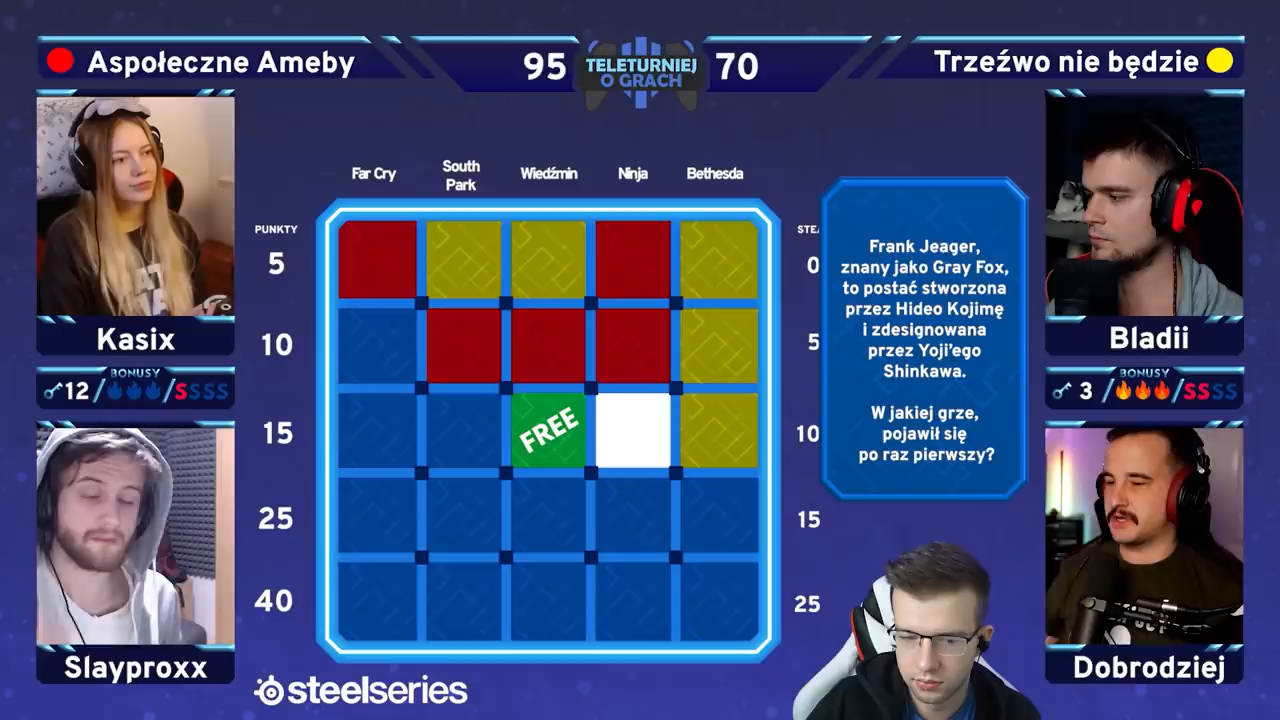 Aspołeczne Ameby
95
TELETURNIEJ
O GRACH
70
Trzeźwo nie będzie
Far Cry
South
Park
Wiedźmin
Ninja
Bethesda
PUNKTY
5
10
15
25
40
FREE
STEA
0
5
10
15
25
Frank Jeager,
znany jako Gray Fox,
to postać stworzona
przez Hideo Kojimę
i zdesignowana
przez Yoji'ego
Shinkawa.
W jakiej grze,
pojawił się
po raz pierwszy?
Kasix
BONUSY
12 / / SSSS
Slayproxx
Bladii
BONUSY
3 / / SSSS
Dobrodziej
steelseries